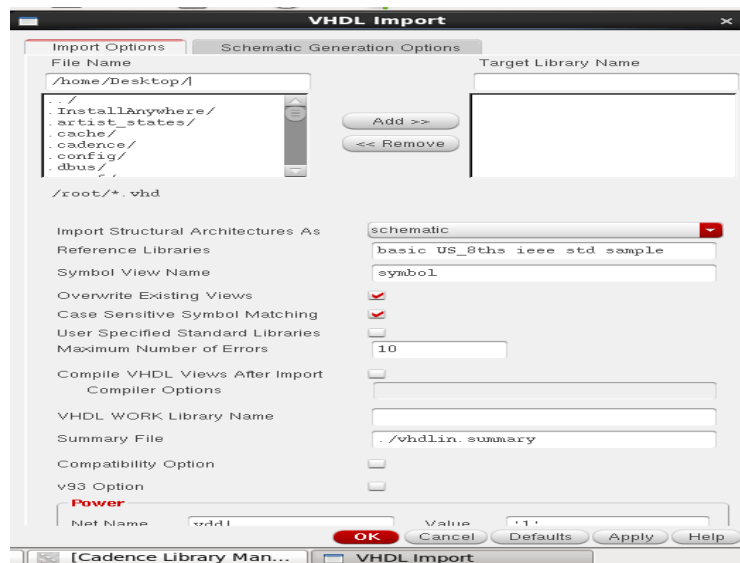 VHDL Import
Import Options
Schematic Generation Options
File Name
Target Library Name
/home/Desktop/
../
.InstallAnywhere/
.artist_states/
.cache/
.cadence/
.config/
.dbus/
Add >>
<< Remove
/root/*.vhd
Import Structural Architectures As
schematic
Reference Libraries
basic US_8ths ieee std sample
Symbol View Name
symbol
Overwrite Existing Views
Case Sensitive Symbol Matching
User Specified Standard Libraries
Maximum Number of Errors
10
Compile VHDL Views After Import
Compiler Options
VHDL WORK Library Name
Summary File
./vhdlin.summary
Compatibility Option
v93 Option
Power
Net Name
vdd!
Value
'1'
OK
Cancel
Defaults
Apply
Help
[Cadence Library Man...
VHDL Import